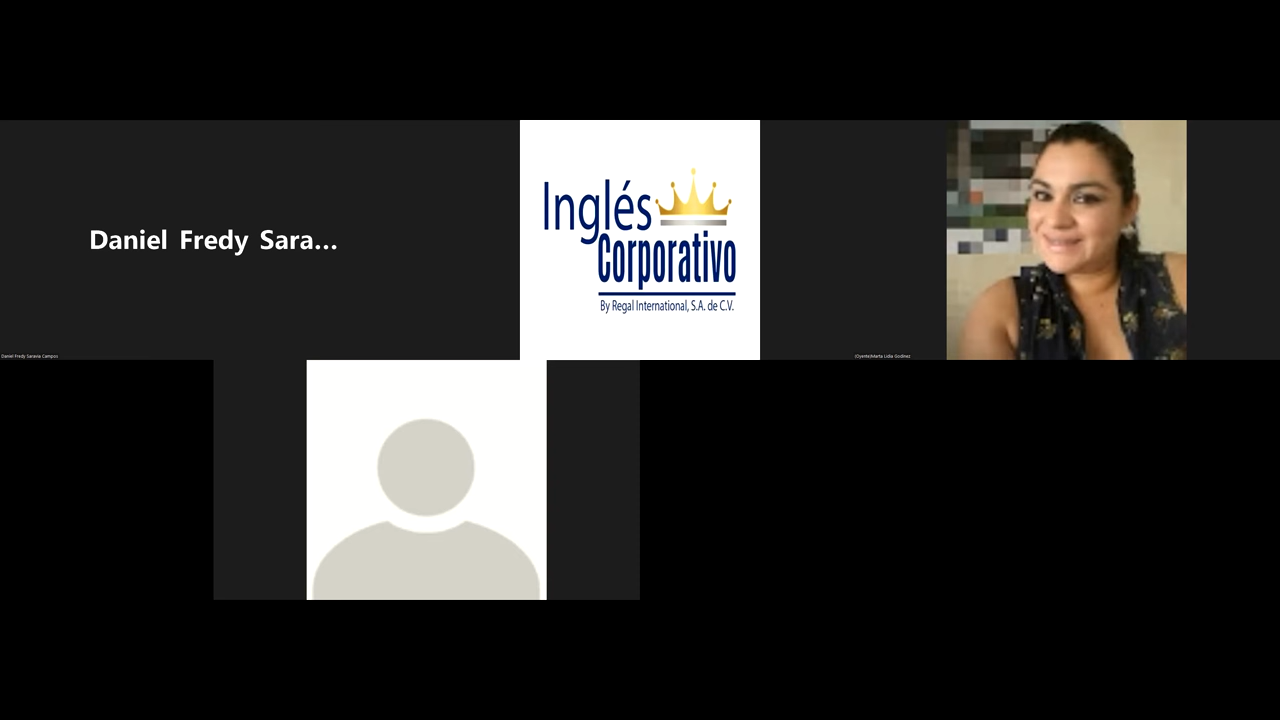 Daniel Fredy Sara...
Inglés
Corporativo
By Regal International, S.A. de C.V.
Daniel Fredy Saravia Campos
(Oyente)Marta Lidia Godinez